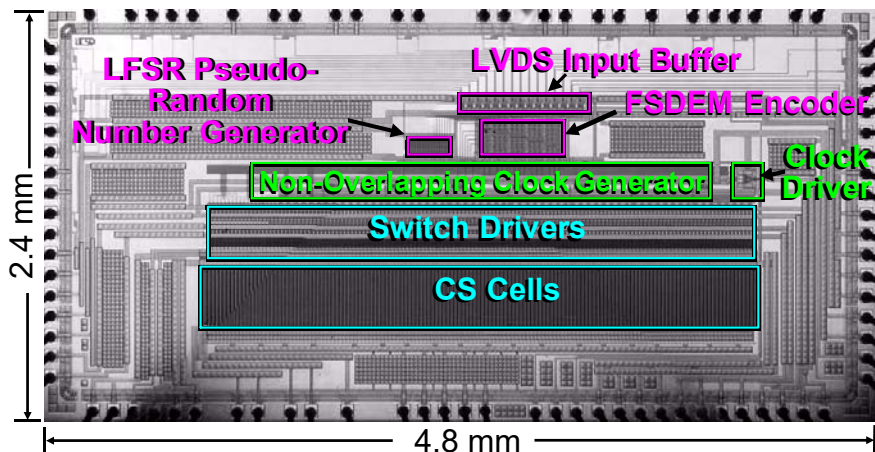 LFSR Pseudo-
Random
Number Generator
LVDS Input Buffer
FSDEM Encoder
Non-Overlapping Clock Generator
Clock
Driver
Switch Drivers
CS Cells
2.4 mm
4.8 mm